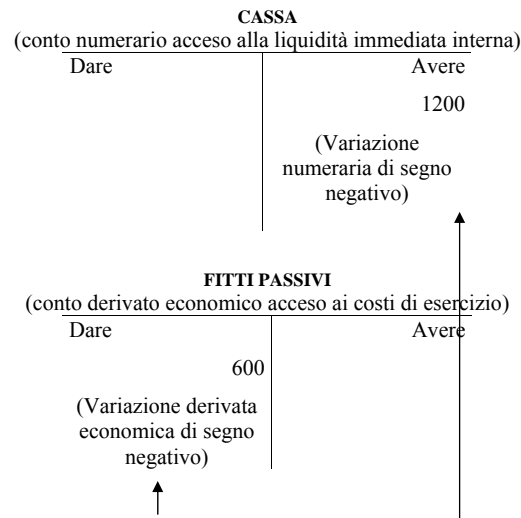 CASSA
(conto numerario acceso alla liquidità immediata interna)
Dare Avere
1200
(Variazione
numeraria di segno
negativo)
FITTI PASSIVI
(conto derivato economico acceso ai costi di esercizio)
Dare Avere
600
(Variazione derivata
economica di segno
negativo)